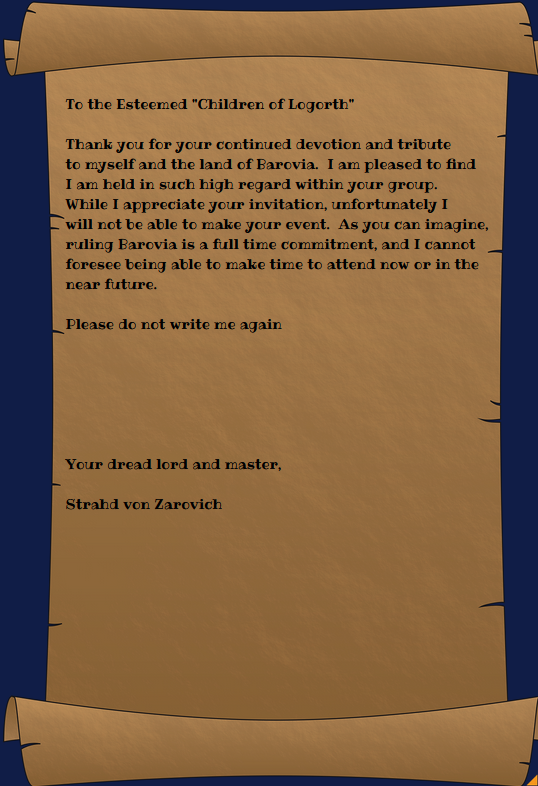 To the Esteemed "Children of Logorth"
Thank you for your continued devotion and tribute
to myself and the land of Barovia.  I am pleased to find
I am held in such high regard within your group.
While I appreciate your invitation, unfortunately I
will not be able to make your event.  As you can imagine,
ruling Barovia is a full time commitment, and I cannot
foresee being able to make time to attend now or in the
near future.
Please do not write me again
Your dread lord and master,
Strahd von Zarovich